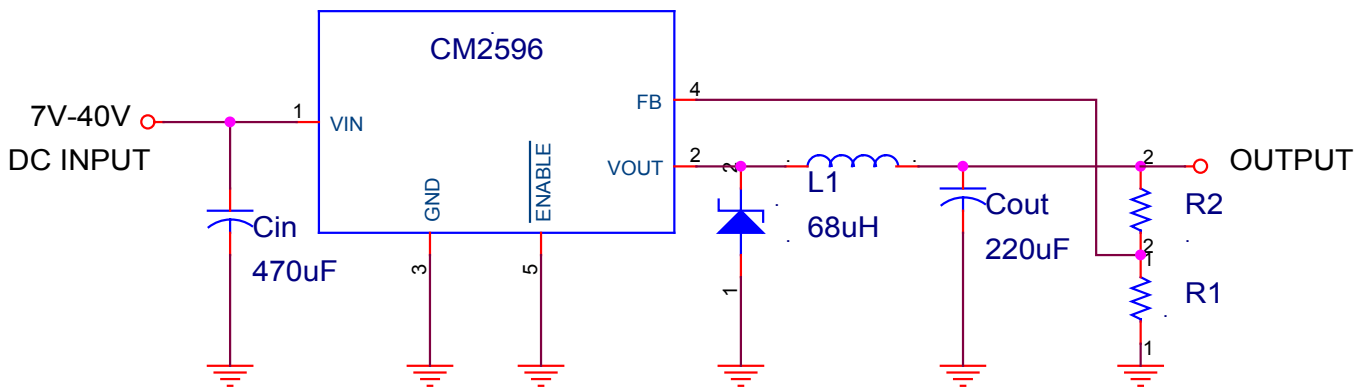 CM2596
7V-40V
DC INPUT
1
VIN
GND
3
ENABLE
5
FB
4
VOUT
2
Cin
470uF
2
1
L1
68uH
Cout
220uF
2
OUTPUT
R2
2
1
R1
1